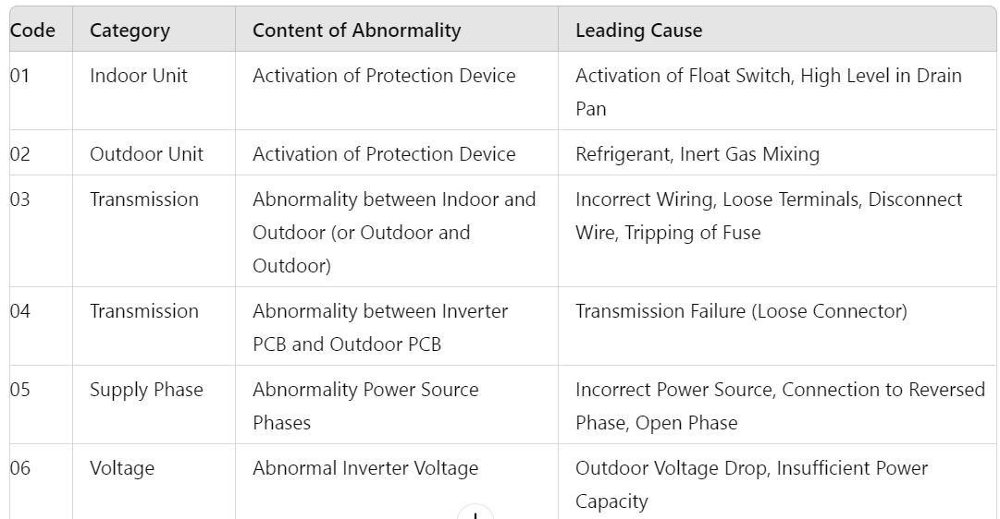 Code Category Content of Abnormality Leading Cause
01 Indoor Unit Activation of Protection Device Activation of Float Switch, High Level in Drain
Pan
02 Outdoor Unit Activation of Protection Device Refrigerant, Inert Gas Mixing
03 Transmission Abnormality between Indoor and Incorrect Wiring, Loose Terminals, Disconnect
Outdoor (or Outdoor and Wire, Tripping of Fuse
Outdoor)
04 Transmission Abnormality between Inverter Transmission Failure (Loose Connector)
PCB and Outdoor PCB
05 Supply Phase Abnormality Power Source Incorrect Power Source, Connection to Reversed
Phases Phase, Open Phase
06 Voltage Abnormal Inverter Voltage Outdoor Voltage Drop, Insufficient Power
Capacity